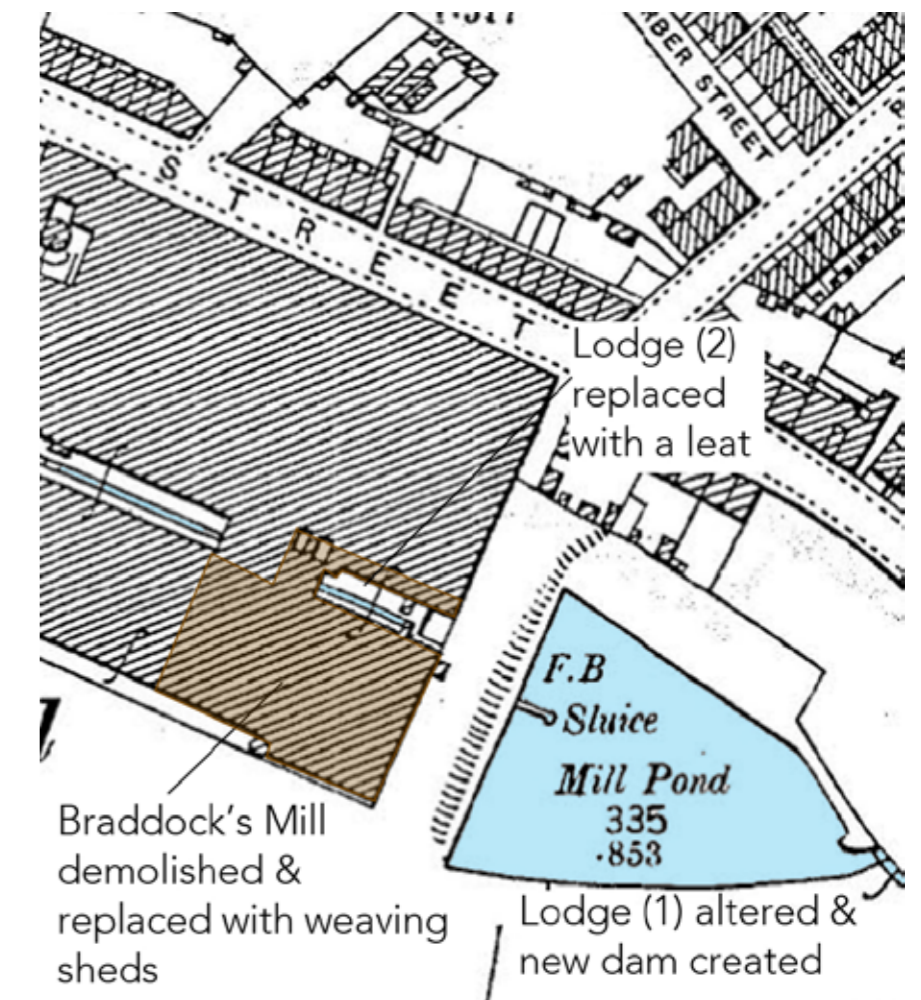 STREET
BER STREET
Lodge (2)
replaced
with a leat
F.B
Sluice
Mill Pond
335
.853
Braddock's Mill
demolished &
replaced with weaving
sheds
Lodge (1) altered &
new dam created